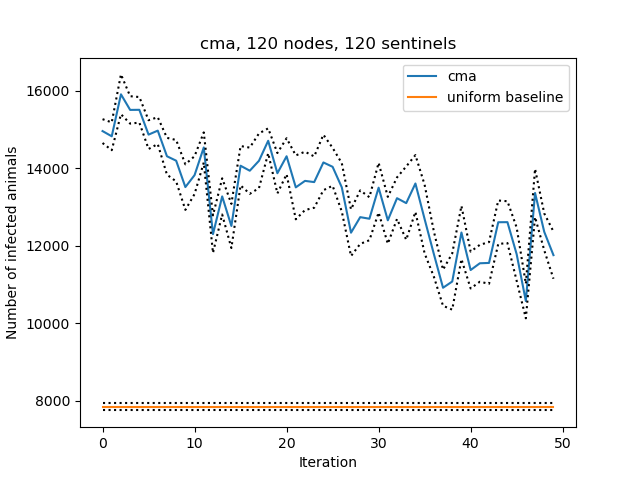 cma, 120 nodes, 120 sentinels
cma
uniform baseline
Number of infected animals
16000
14000
12000
10000
8000
0 10 20 30 40 50
Iteration